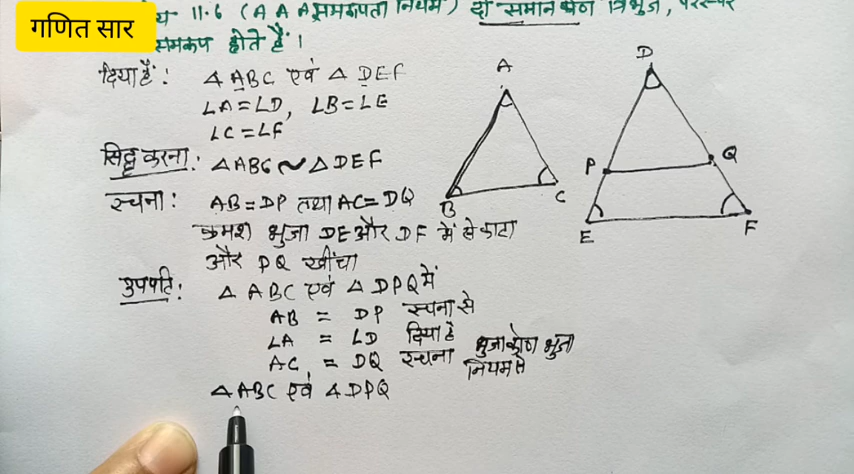 गणित सार
य 11.6 (A A A समरूपता नियम) दो समान कोण त्रिभुज, परस्पर
समरूप होते हैं।
दिया है: △ABC एवं △DEF
∠A=∠D, ∠B=∠E
∠C=∠F
सिद्ध करना: △ABC ~ △DEF
रचना: AB=DP तथा AC=DQ
क्रमश भुजा DE और DF में से काटा
और PQ खींचा
उपपति: △ABC एवं △DPQ में
AB = DP रचना से
∠A = ∠D दिया है
AC = DQ रचना
भुजा कोण भुजा
नियम से
△ABC एवं △DPQ
A
B
C
D
P
Q
E
F